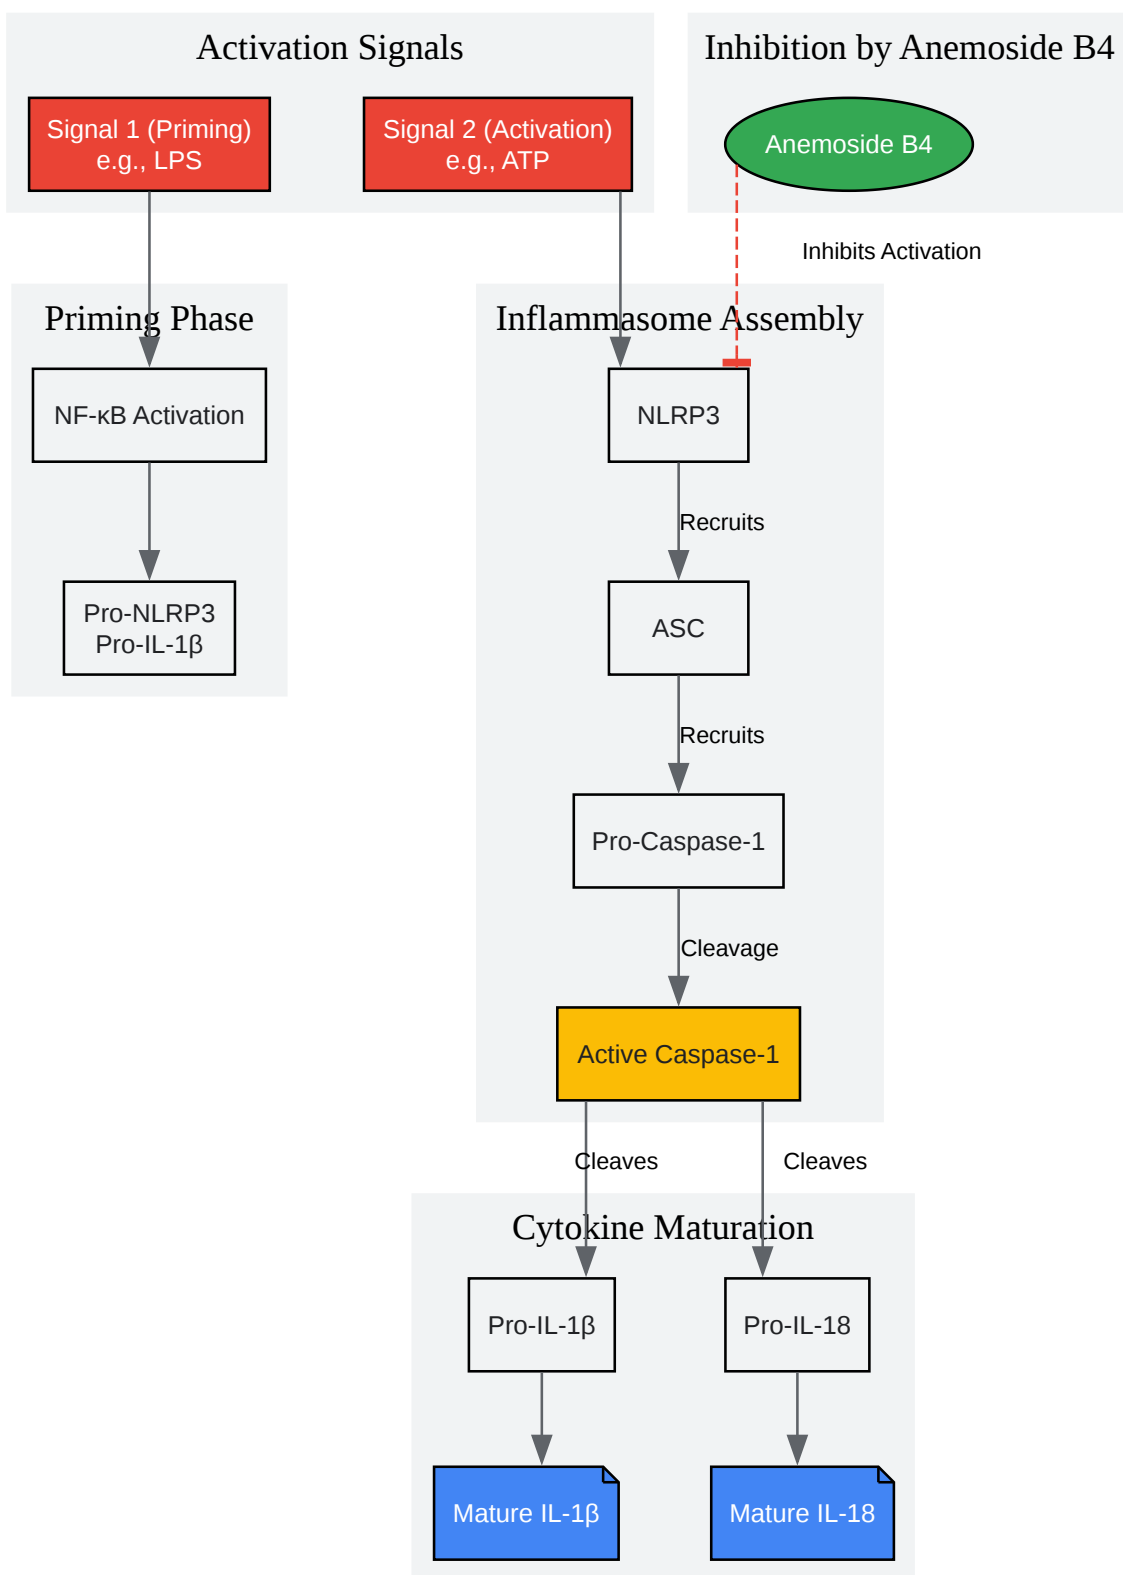 Activation Signals
Inhibition by Anemoside B4
Signal 1 (Priming)
e.g., LPS
Signal 2 (Activation)
e.g., ATP
Anemoside B4
Inhibits Activation
Priming Phase
Inflammasome Assembly
NF-κB Activation
NLRP3
Recruits
Pro-NLRP3
Pro-IL-1β
ASC
Recruits
Pro-Caspase-1
Cleavage
Active Caspase-1
Cleaves
Cleaves
Cytokine Maturation
Pro-IL-1β
Pro-IL-18
Mature IL-1β
Mature IL-18